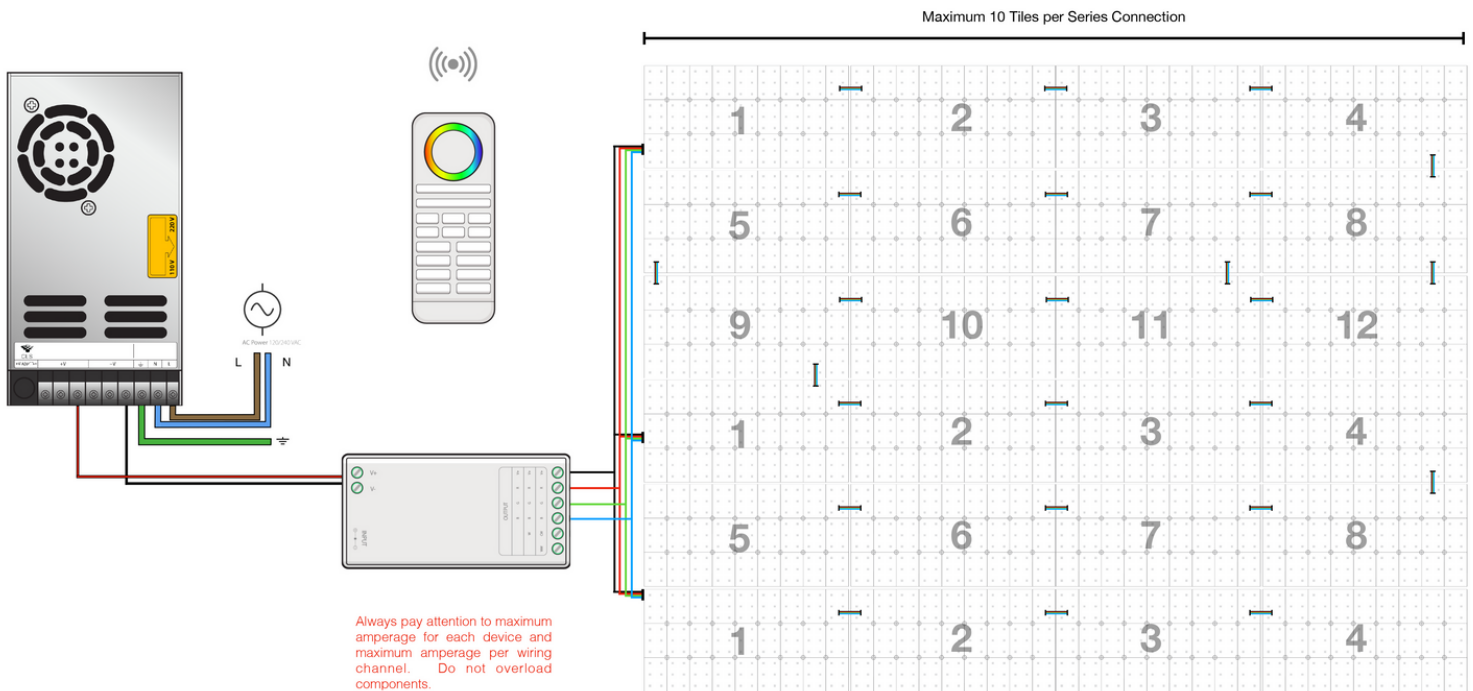 Maximum 10 Tiles per Series Connection
1 2 3 4
220V
110V
5 6 7 8
9 10 11 12
AC Power 120/240VAC
L N
+V -V N
1 2 3 4
V+
V-
OUTPUT
INPUT
5 6 7 8
Always pay attention to maximum
amperage for each device and
maximum amperage per wiring
channel. Do not overload
components.
1 2 3 4